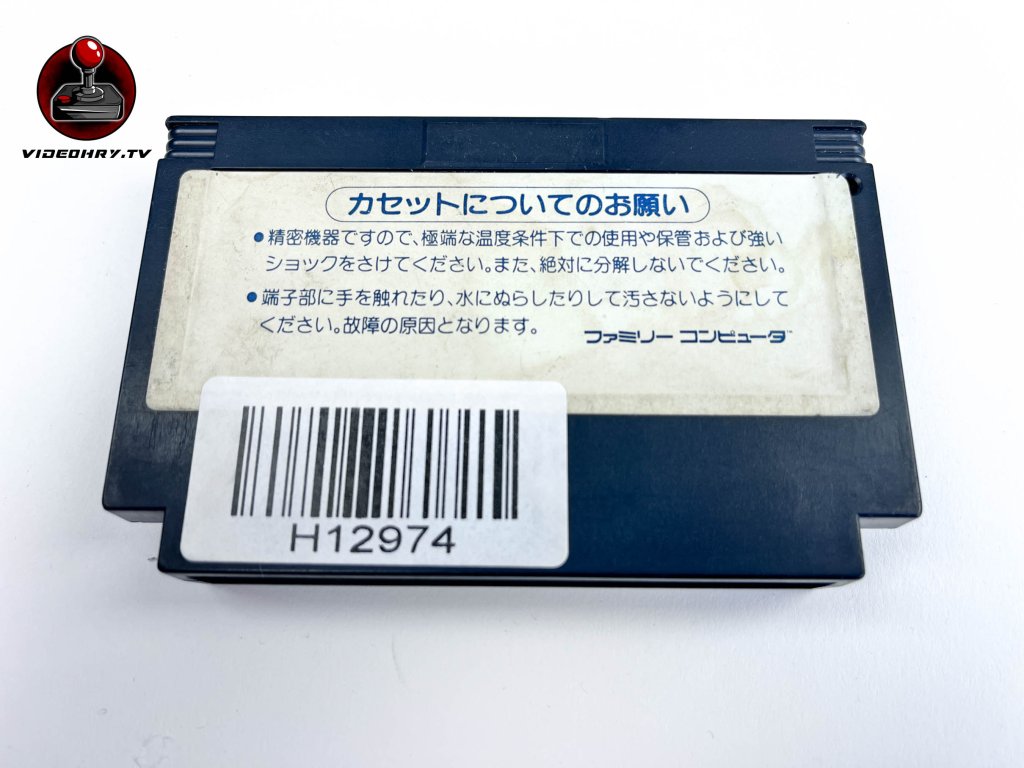 VIDEOHRY.TV
カセットについてのお願い
●精密機器ですので、極端な温度条件下での使用や保管および強い
ショックをさけてください。また、絶対に分解しないでください。
●端子部に手を触れたり、水にぬらしたりして汚さないようにして
ください。故障の原因となります。
ファミリー コンピュータ™
H12974